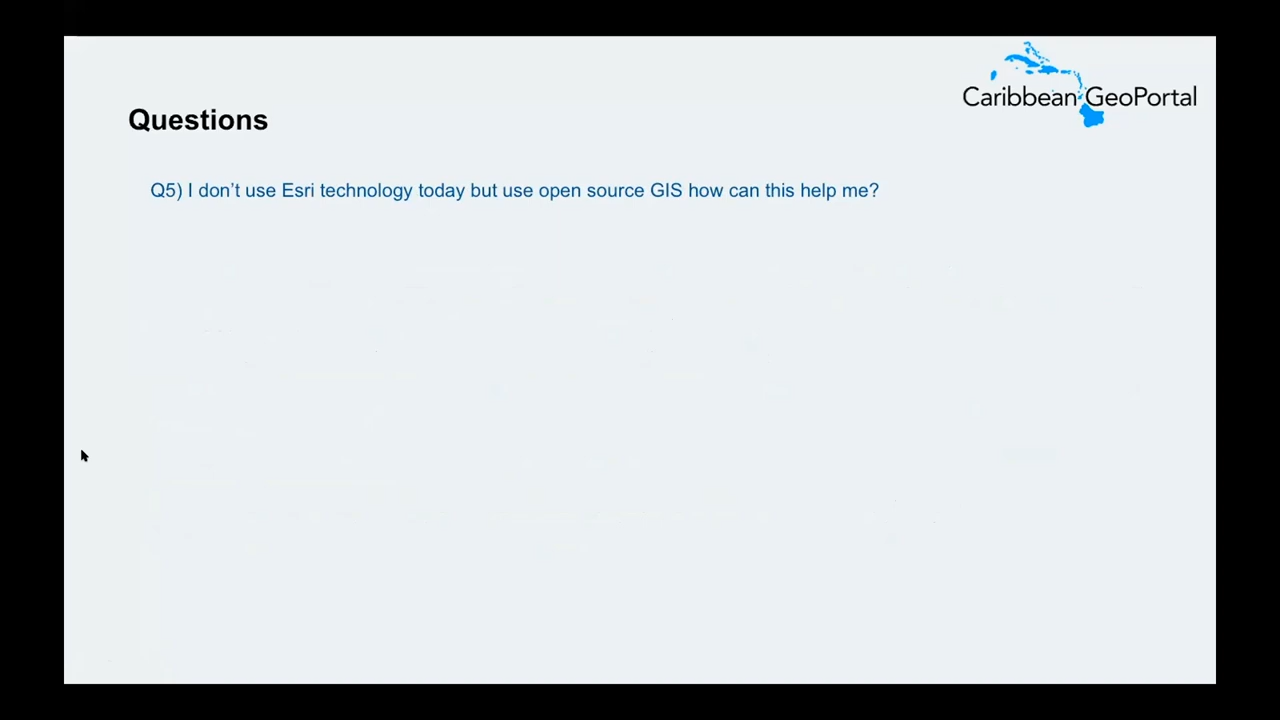 Caribbean GeoPortal
Questions
Q5) I don’t use Esri technology today but use open source GIS how can this help me?